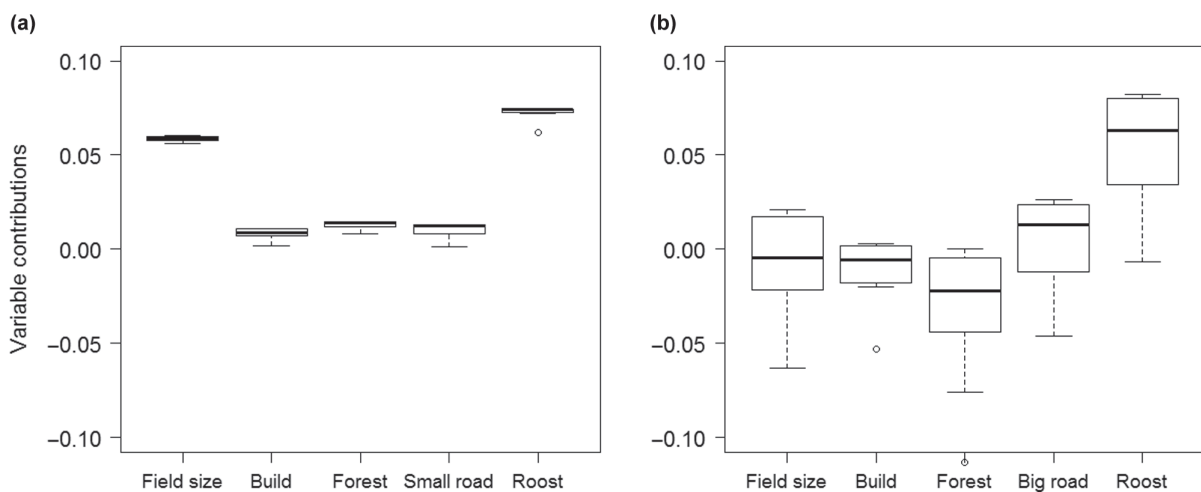 (a)
Variable contributions
0.10
0.05
0.00
−0.05
−0.10
Field size Build Forest Small road Roost
(b)
0.10
0.05
0.00
−0.05
−0.10
Field size Build Forest Big road Roost